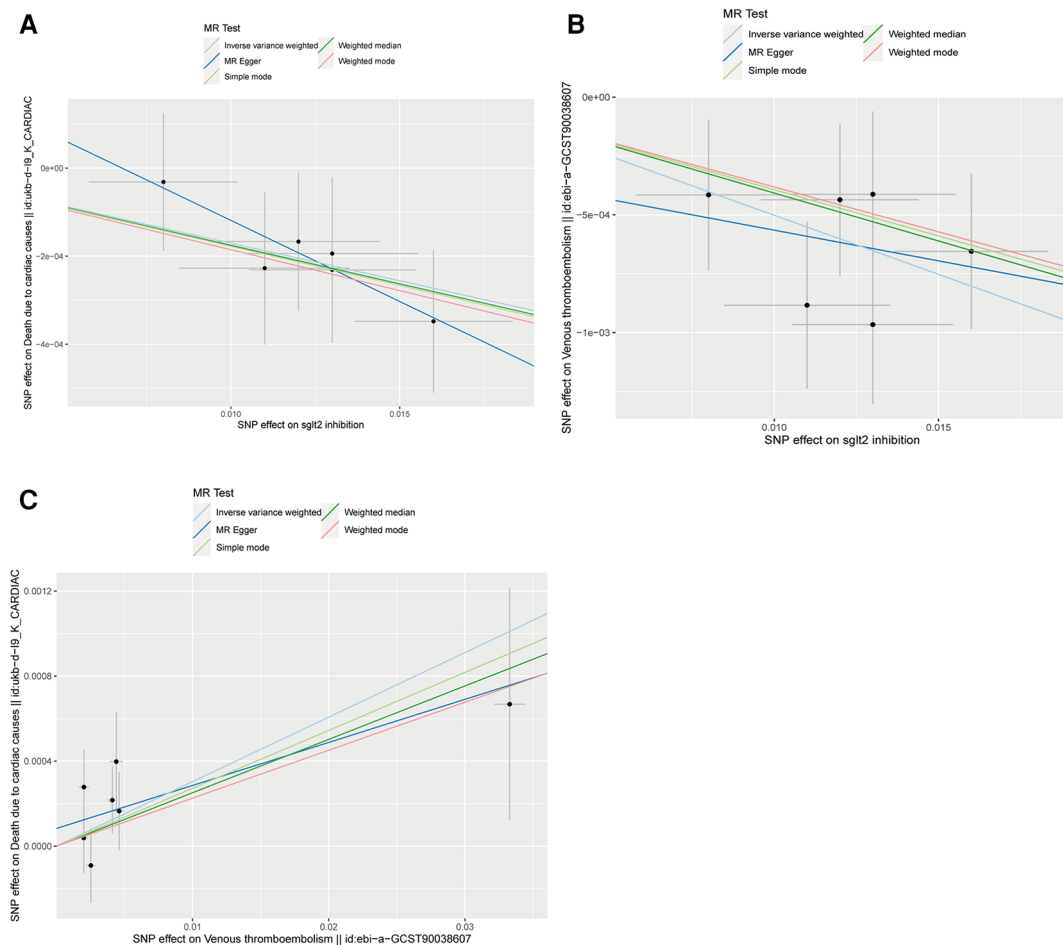 A
MR Test
Inverse variance weighted
Weighted median
MR Egger
Weighted mode
Simple mode
SNP effect on Death due to cardiac causes || id:ukb-d-I9_K_CARDIAC
0e+00
−2e−04
−4e−04
0.010
0.015
SNP effect on sglt2 inhibition
B
MR Test
Inverse variance weighted
Weighted median
MR Egger
Weighted mode
Simple mode
SNP effect on Venous thromboembolism || id:ebi-a-GCST90038607
0e+00
−5e−04
−1e−03
0.010
0.015
SNP effect on sglt2 inhibition
C
MR Test
Inverse variance weighted
Weighted median
MR Egger
Weighted mode
Simple mode
SNP effect on Death due to cardiac causes || id:ukb-d-I9_K_CARDIAC
0.0012
0.0008
0.0004
0.0000
0.01
0.02
0.03
SNP effect on Venous thromboembolism || id:ebi−a−GCST90038607